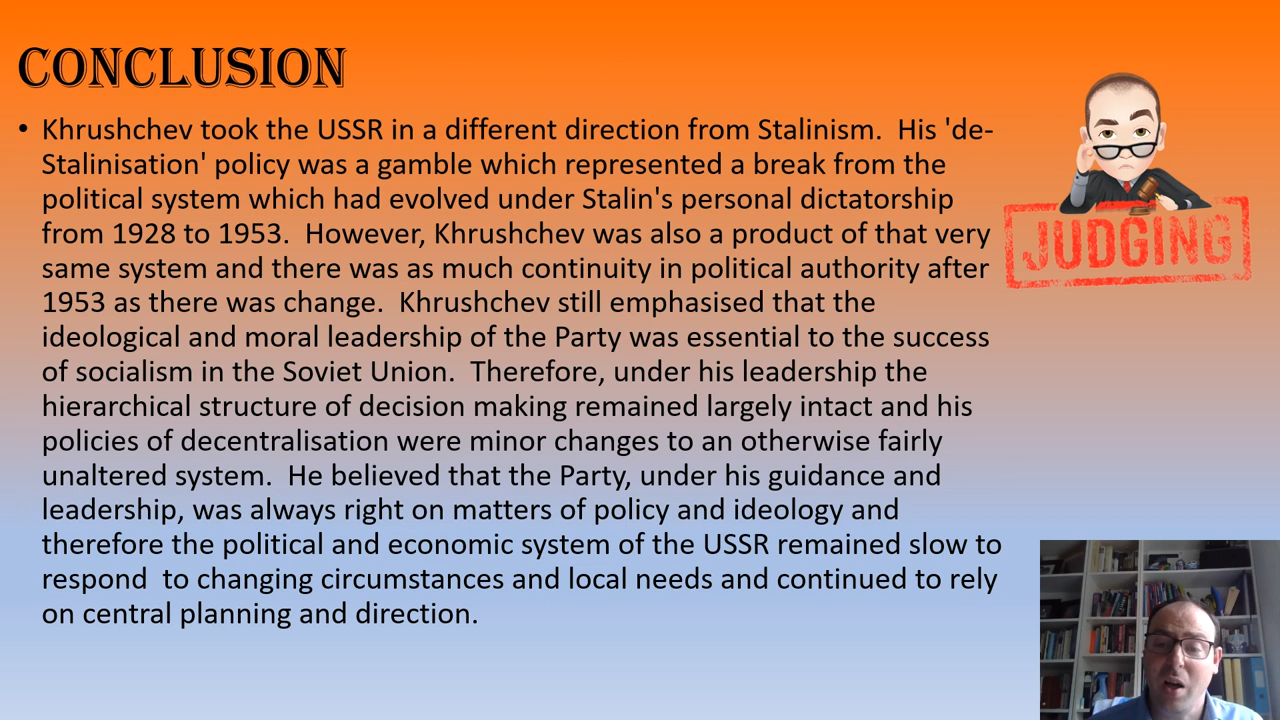 CONCLUSION
• Khrushchev took the USSR in a different direction from Stalinism.  His 'de-
Stalinisation' policy was a gamble which represented a break from the
political system which had evolved under Stalin's personal dictatorship
from 1928 to 1953.  However, Khrushchev was also a product of that very
same system and there was as much continuity in political authority after
1953 as there was change.  Khrushchev still emphasised that the
ideological and moral leadership of the Party was essential to the success
of socialism in the Soviet Union.  Therefore, under his leadership the
hierarchical structure of decision making remained largely intact and his
policies of decentralisation were minor changes to an otherwise fairly
unaltered system.  He believed that the Party, under his guidance and
leadership, was always right on matters of policy and ideology and
therefore the political and economic system of the USSR remained slow to
respond  to changing circumstances and local needs and continued to rely
on central planning and direction.
JUDGING